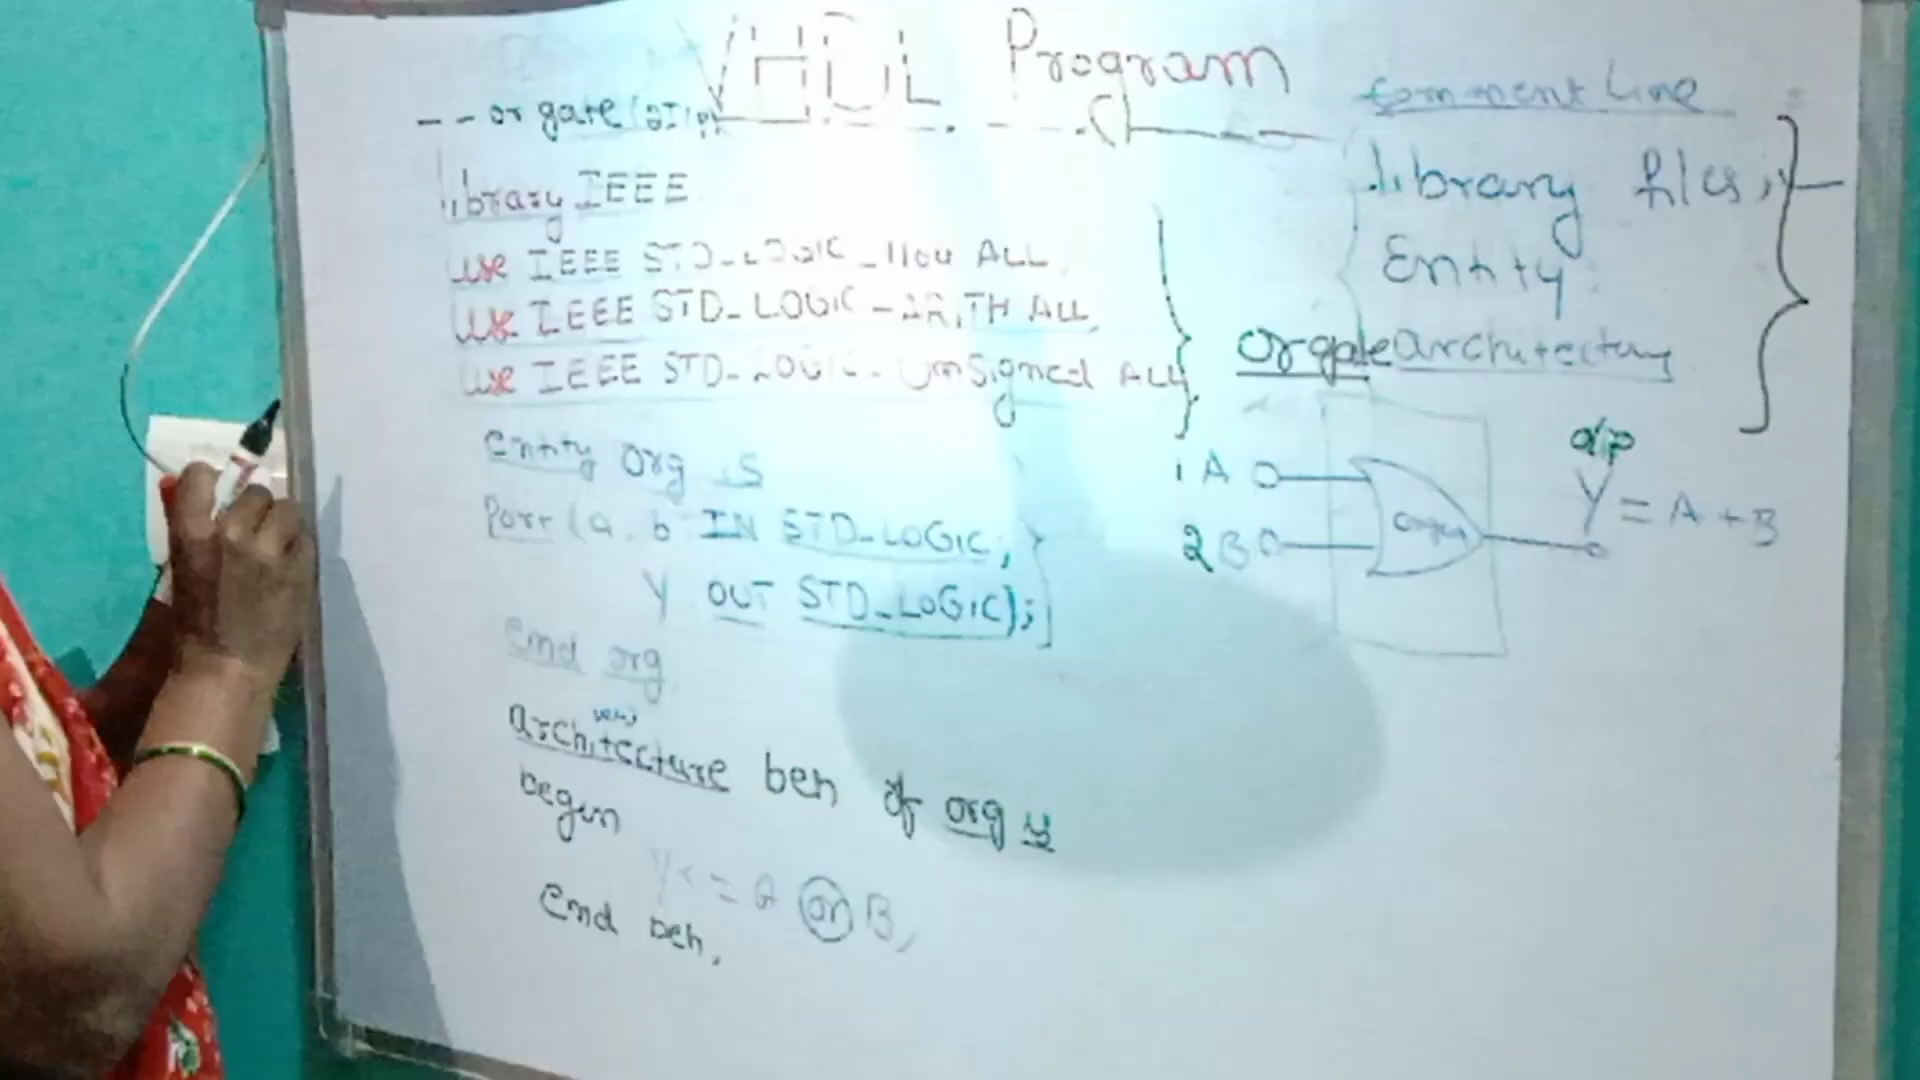 VHDL Program
-- or gate (2I/P)
library IEEE
use IEEE STD_LOGIC_1164 ALL,
use IEEE STD_LOGIC_ARITH ALL,
use IEEE STD_LOGIC_UnSigned ALL,
entity org is
Port (a, b IN STD_LOGIC;
Y OUT STD_LOGIC);
end org
architecture beh of org is
begin
Y <= A or B,
end beh,
comment Line
library files,
Entity
or gate architecture
1 A
2 B
o/p
Y = A + B